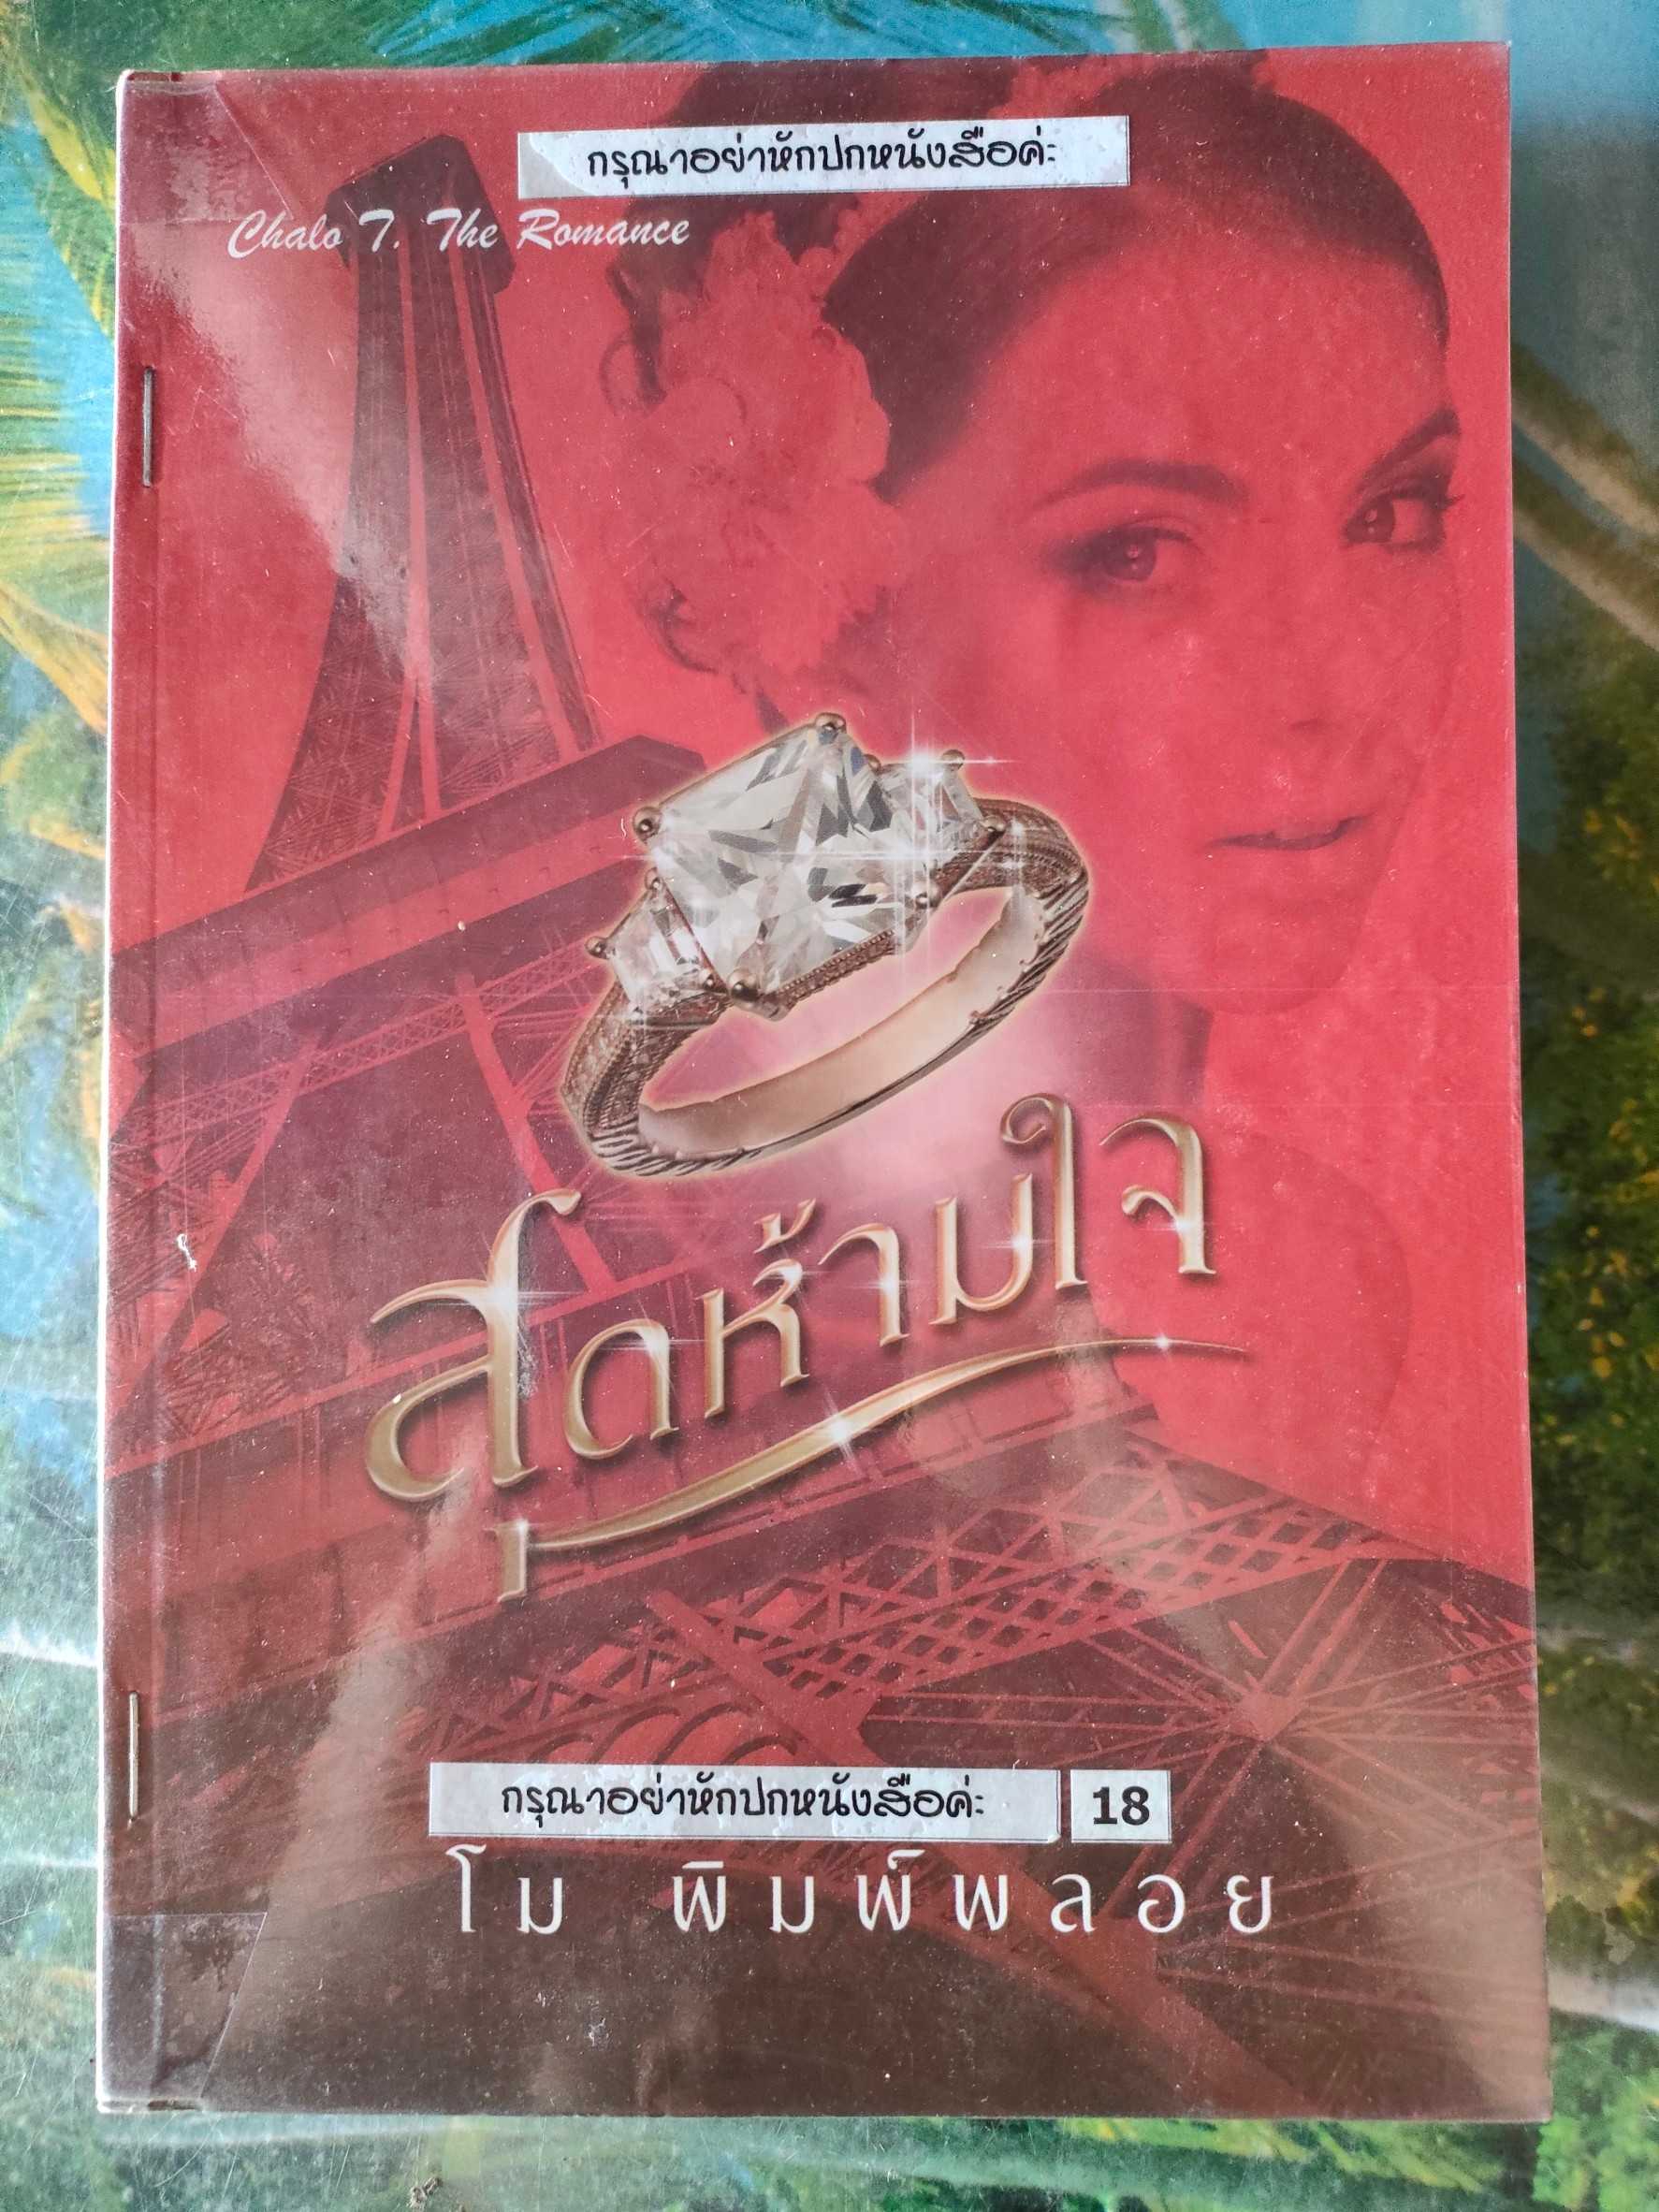 กรุณาอย่าหักปกหนังสือค่ะ
Chalo T. The Romance
สุดห้ามใจ
กรุณาอย่าหักปกหนังสือค่ะ 18
โม พิมพ์พลอย